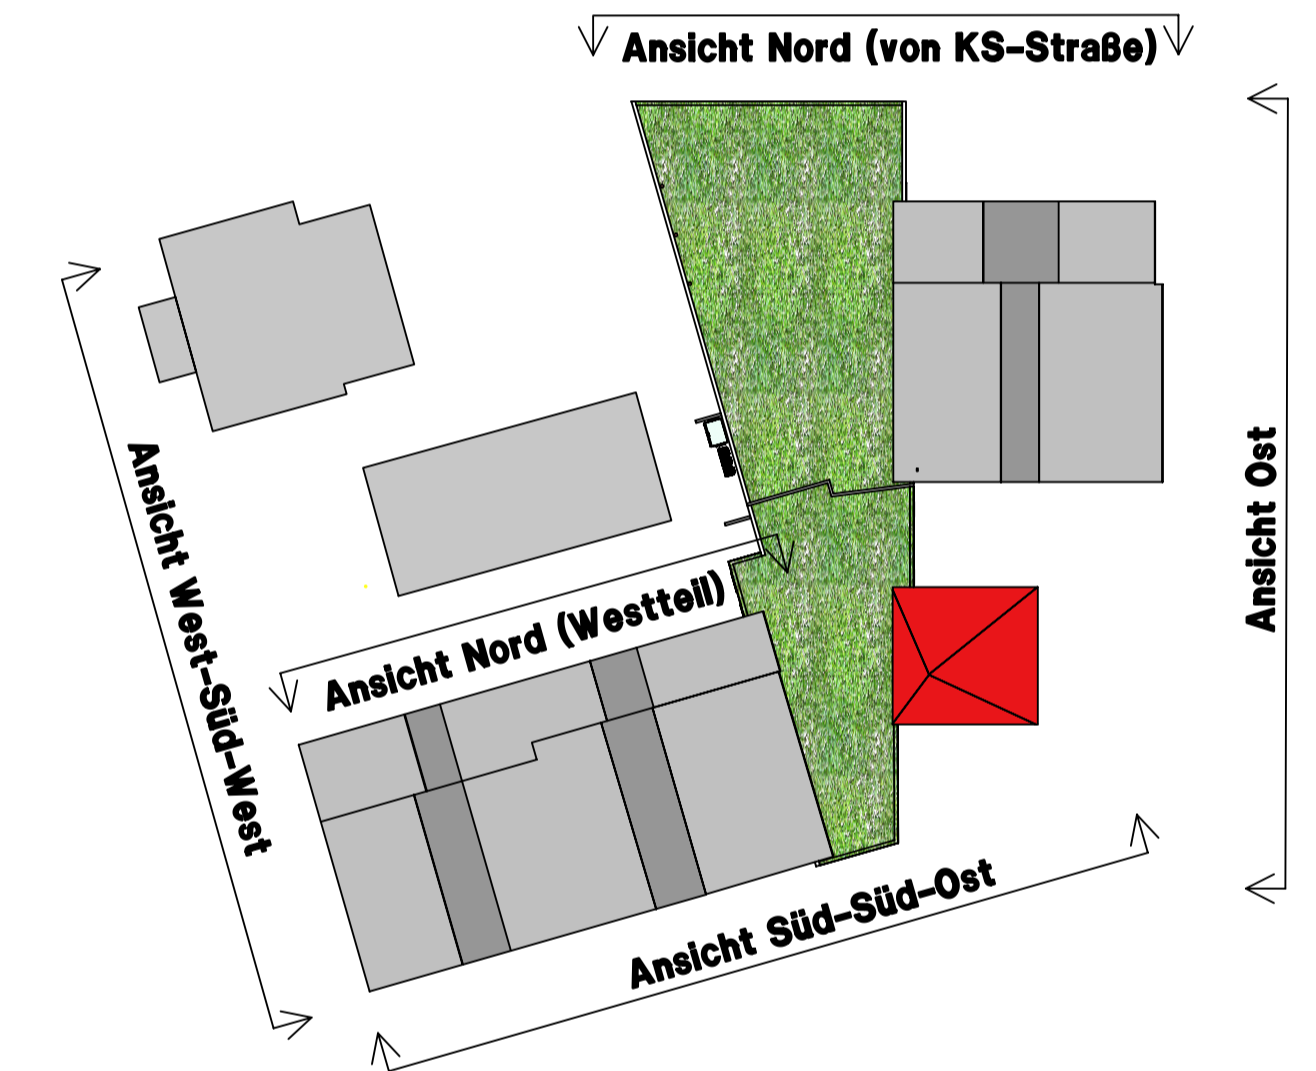 Ansicht Nord (von KS-Straße)
Ansicht Ost
Ansicht West-Süd-West
Ansicht Nord (Westteil)
Ansicht Süd-Süd-Ost